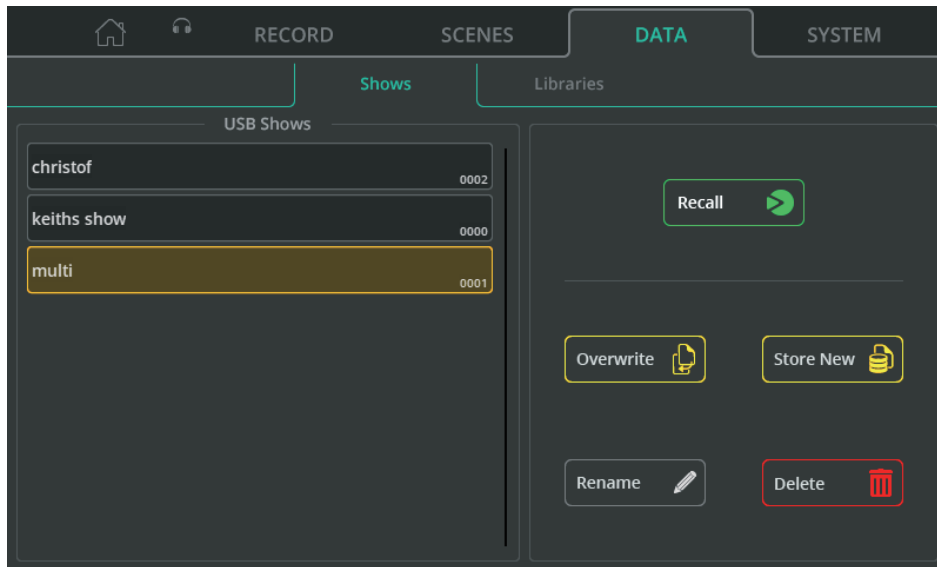 RECORD SCENES DATA SYSTEM
Shows Libraries
USB Shows
christof
0002
keiths show
0000
multi
0001
Recall
Overwrite Store New
Rename Delete